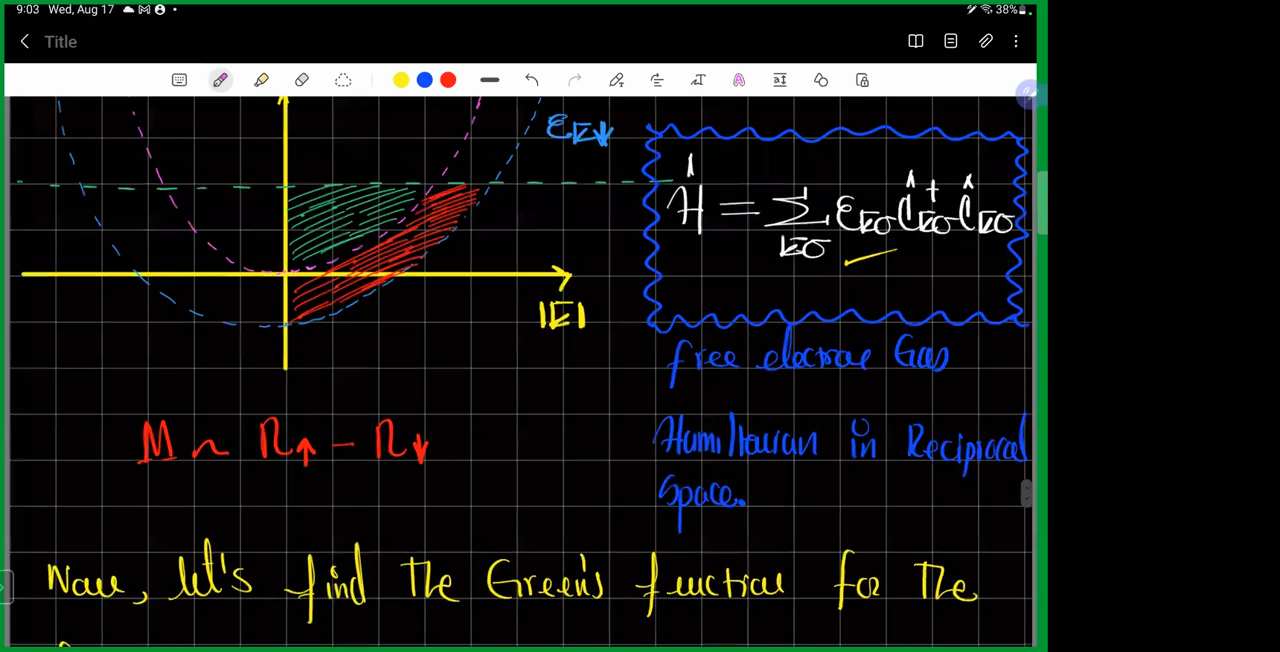 9:03 Wed, Aug 17
38%
Title
εk↓
Ĥ = Σ εkσ ĉ†kσ ĉkσ
kσ
|k|
free electron Gas
M ~ n↑ − n↓
Hamiltonian in Reciprocal
Space.
Now, let's find the Green's function for the